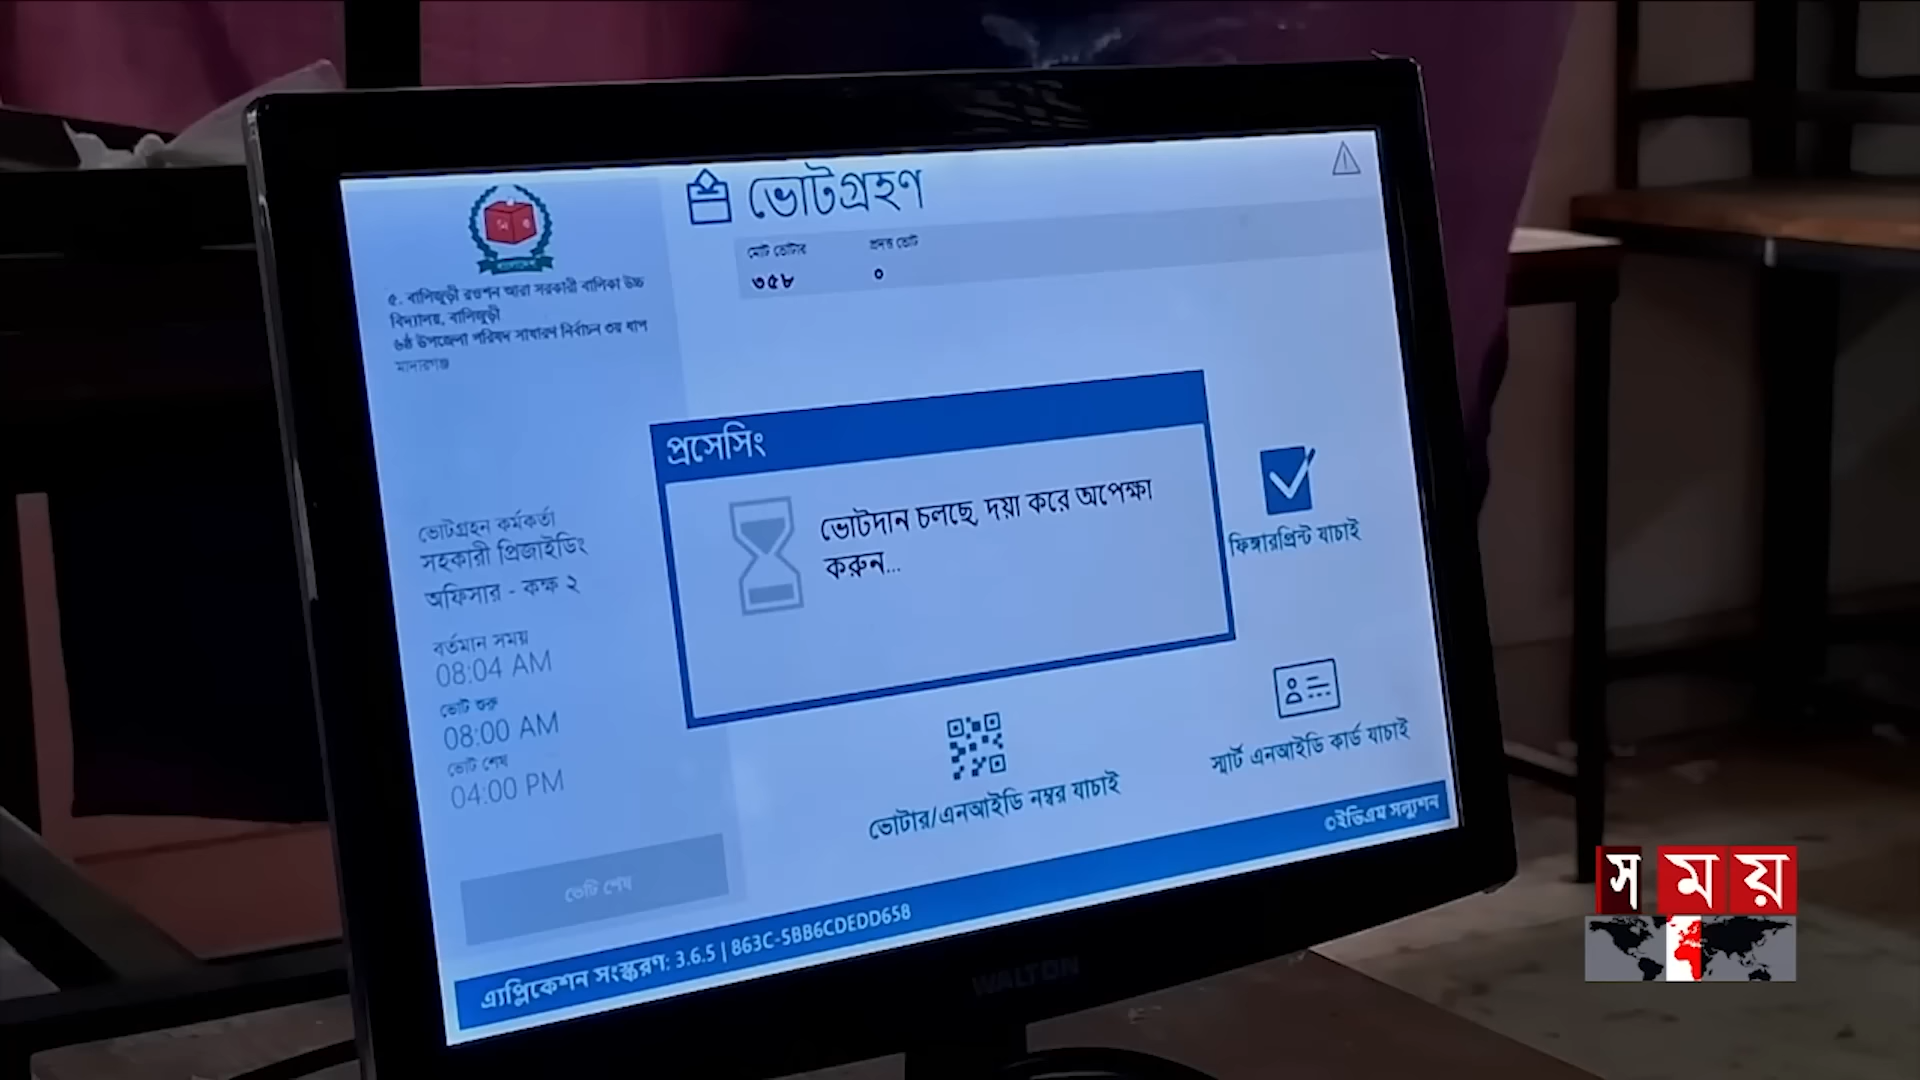 ভোটগ্রহণ
মোট ভোটার
৩৫৮
প্রদত্ত ভোট
০
৫. বালিজুড়ী রওশন আরা সরকারী বালিকা উচ্চ
বিদ্যালয়, বালিজুড়ী
৬ষ্ঠ উপজেলা পরিষদ সাধারণ নির্বাচন ৩য় ধাপ
মাদারগঞ্জ
ভোটগ্রহন কর্মকর্তা
সহকারী প্রিজাইডিং
অফিসার - কক্ষ ২
বর্তমান সময়
08:04 AM
ভোট শুরু
08:00 AM
ভোট শেষ
04:00 PM
ভোট শেষ
প্রসেসিং
ভোটদান চলছে, দয়া করে অপেক্ষা
করুন...
ফিঙ্গারপ্রিন্ট যাচাই
ভোটার/এনআইডি নম্বর যাচাই
স্মার্ট এনআইডি কার্ড যাচাই
এ্যপ্লিকেশন সংস্করণ: 3.6.5 | 863C-5BB6CDEDD658
©ইভিএম সল্যুশন
WALTON
সময়